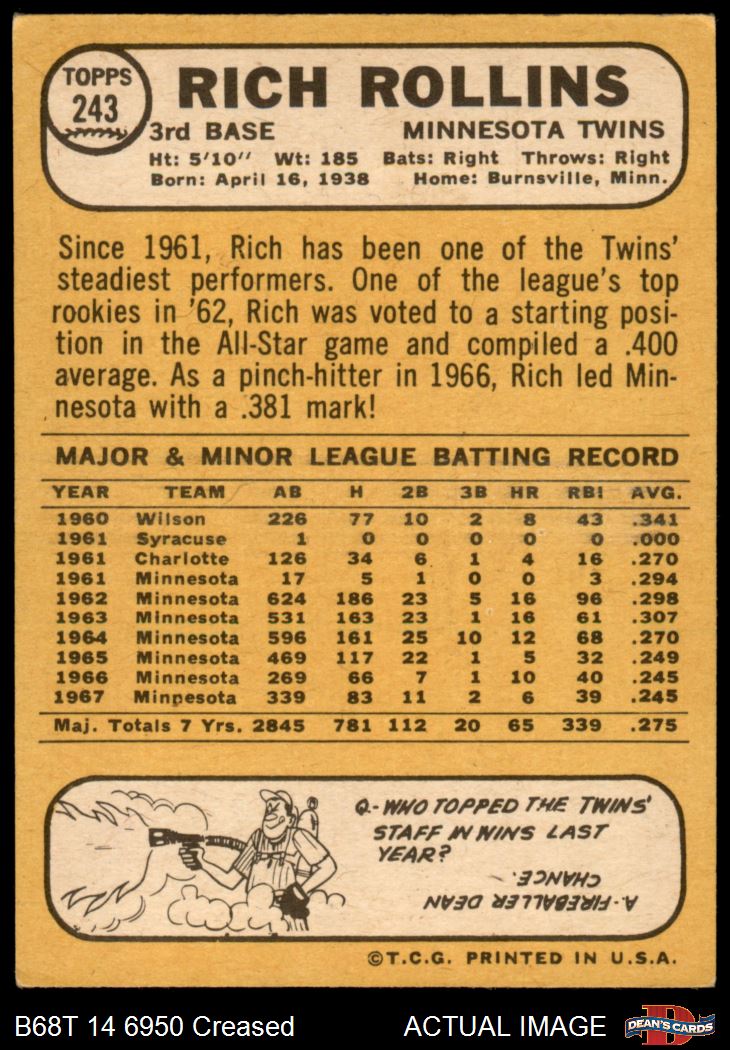 TOPPS
243
RICH ROLLINS
3rd BASE MINNESOTA TWINS
Ht: 5'10" Wt: 185 Bats: Right Throws: Right
Born: April 16, 1938 Home: Burnsville, Minn.
Since 1961, Rich has been one of the Twins'
steadiest performers. One of the league's top
rookies in '62, Rich was voted to a starting posi-
tion in the All-Star game and compiled a .400
average. As a pinch-hitter in 1966, Rich led Min-
nesota with a .381 mark!
MAJOR & MINOR LEAGUE BATTING RECORD
YEAR TEAM AB H 2B 3B HR RBI AVG.
1960 Wilson 226 77 10 2 8 43 .341
1961 Syracuse 1 0 0 0 0 0 .000
1961 Charlotte 126 34 6 1 4 16 .270
1961 Minnesota 17 5 1 0 0 3 .294
1962 Minnesota 624 186 23 5 16 96 .298
1963 Minnesota 531 163 23 1 16 61 .307
1964 Minnesota 596 161 25 10 12 68 .270
1965 Minnesota 469 117 22 1 5 32 .249
1966 Minnesota 269 66 7 1 10 40 .245
1967 Minnesota 339 83 11 2 6 39 .245
Maj. Totals 7 Yrs. 2845 781 112 20 65 339 .275
Q.-WHO TOPPED THE TWINS'
STAFF IN WINS LAST
YEAR?
A.-FIREBALLER DEAN
CHANCE.
©T.C.G. PRINTED IN U.S.A.
B68T 14 6950 Creased ACTUAL IMAGE
D
DEAN'S CARDS